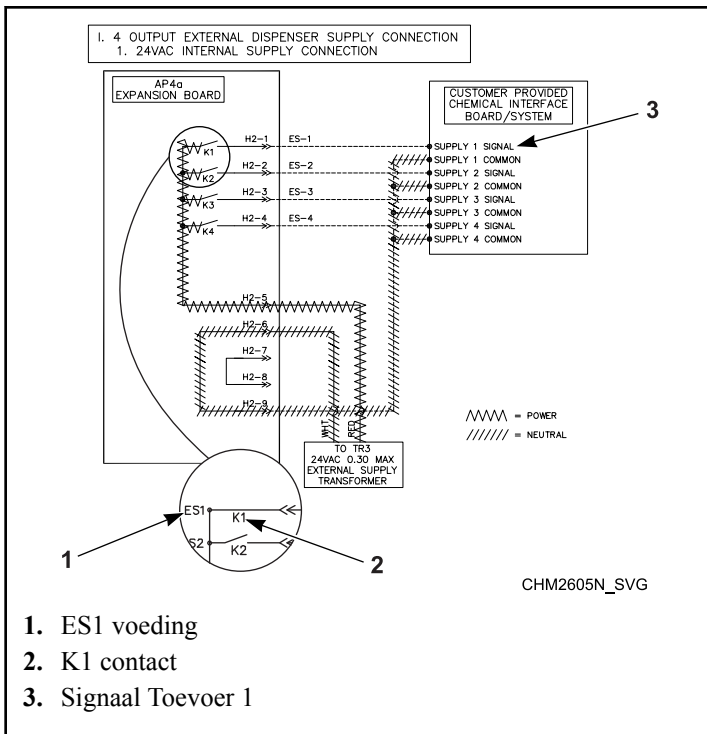 I. 4 OUTPUT EXTERNAL DISPENSER SUPPLY CONNECTION
1. 24VAC INTERNAL SUPPLY CONNECTION
AP4a
EXPANSION BOARD
CUSTOMER PROVIDED
CHEMICAL INTERFACE
BOARD/SYSTEM
3
K1 H2-1 ES-1 SUPPLY 1 SIGNAL
SUPPLY 1 COMMON
K2 H2-2 ES-2 SUPPLY 2 SIGNAL
SUPPLY 2 COMMON
K3 H2-3 ES-3 SUPPLY 3 SIGNAL
SUPPLY 3 COMMON
K4 H2-4 ES-4 SUPPLY 4 SIGNAL
SUPPLY 4 COMMON
H2-5
H2-6
H2-7
H2-8
H2-9
= POWER
= NEUTRAL
WHT RED
TO TR3
24VAC 0.30 MAX
EXTERNAL SUPPLY
TRANSFORMER
ES1
K1
S2
K2
1
2
CHM2605N_SVG
1. ES1 voeding
2. K1 contact
3. Signaal Toevoer 1